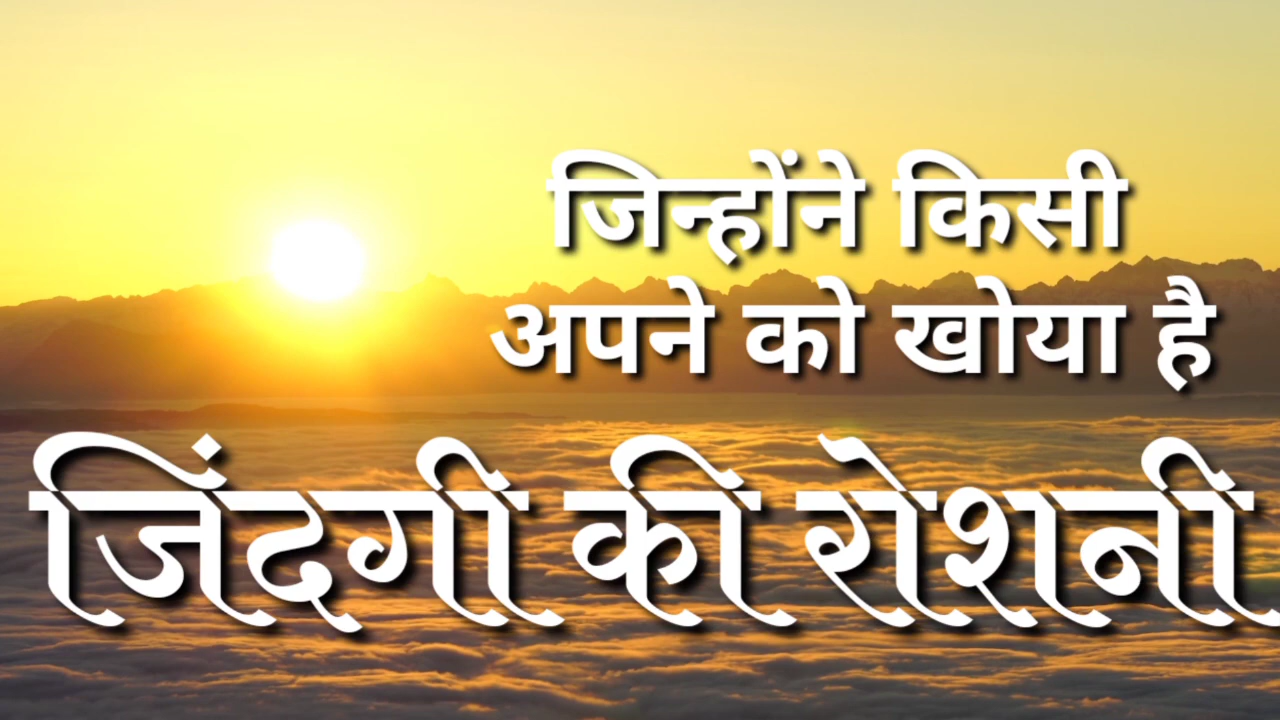 जिन्होंने किसी
अपने को खोया है
जिंदगी की रोशनी